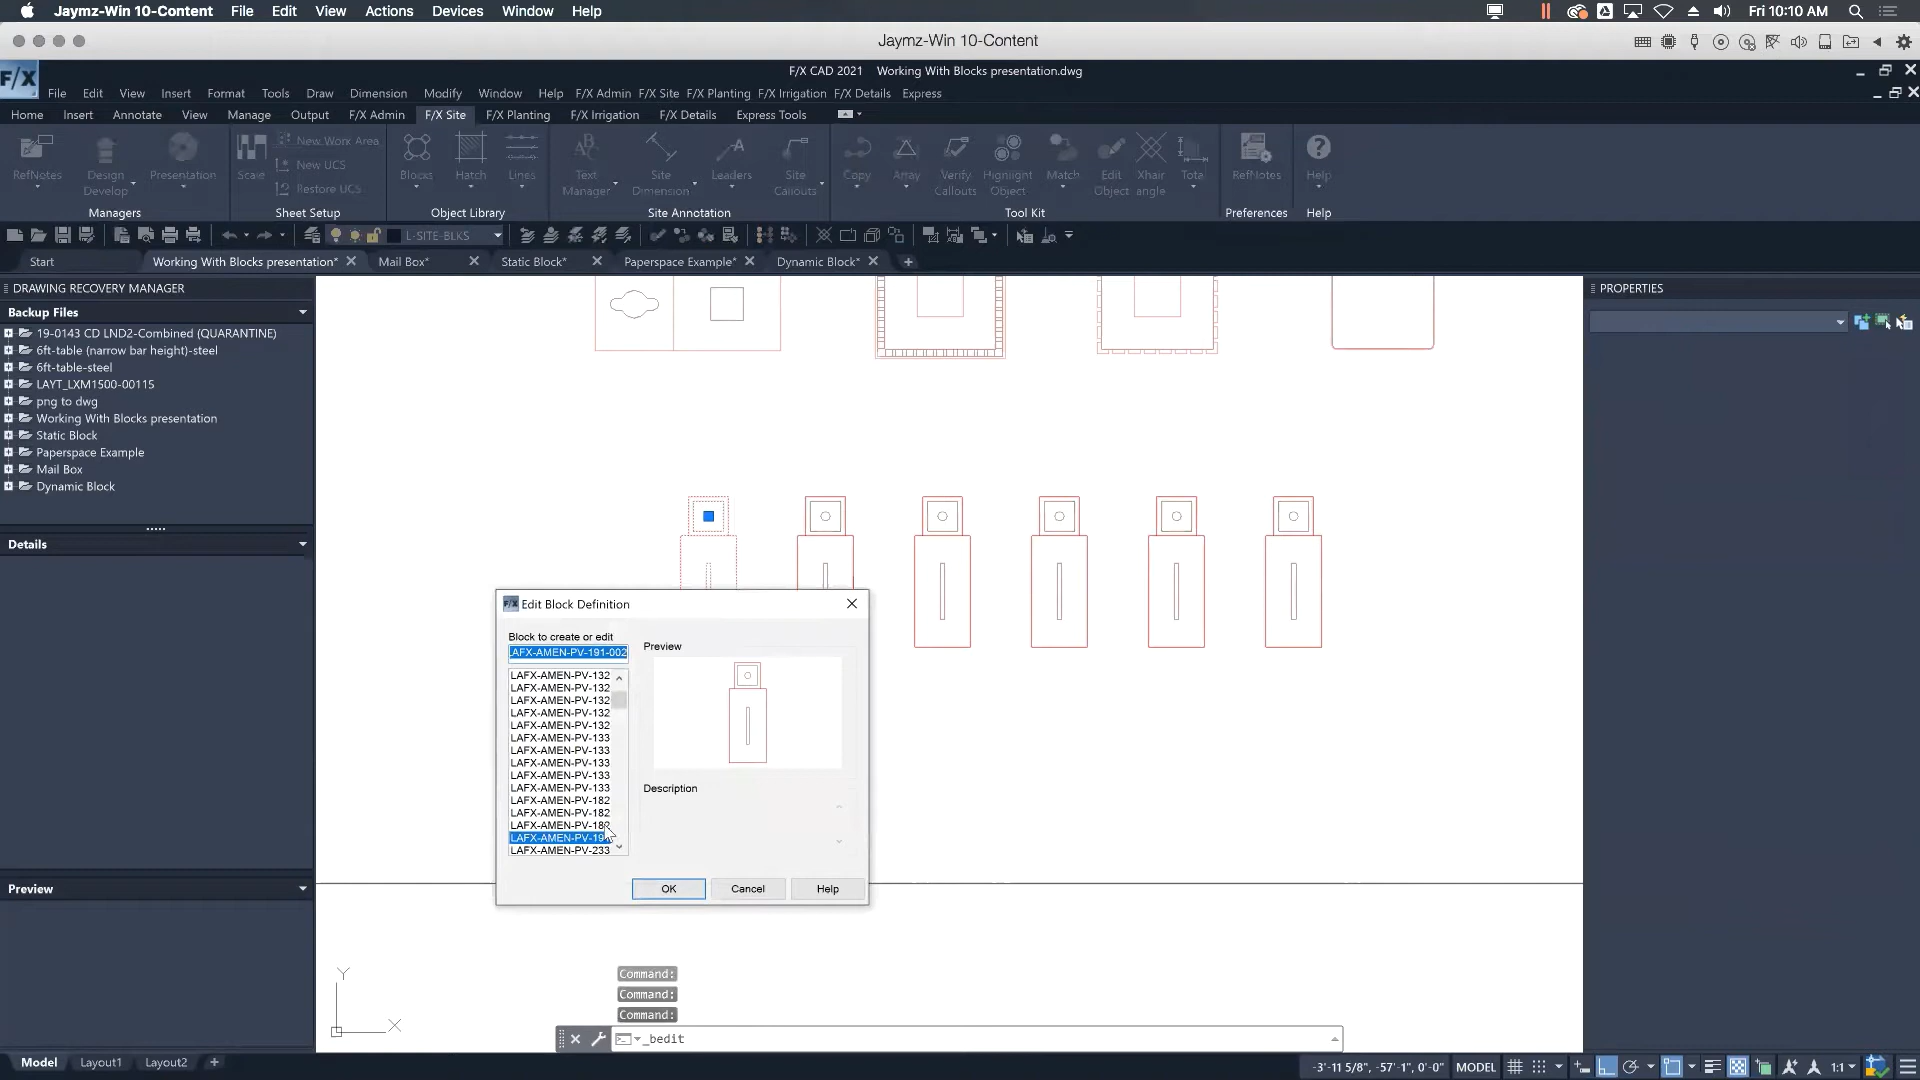 Jaymz-Win 10-Content File Edit View Actions Devices Window Help Fri 10:10 AM
Jaymz-Win 10-Content
F/X F/X CAD 2021 Working With Blocks presentation.dwg
File Edit View Insert Format Tools Draw Dimension Modify Window Help F/X Admin F/X Site F/X Planting F/X Irrigation F/X Details Express
Home Insert Annotate View Manage Output F/X Admin F/X Site F/X Planting F/X Irrigation F/X Details Express Tools
New Work Area
New UCS
Restore UCS
RefNotes Design Develop Presentation Scale Blocks Hatch Lines Text Manager Site Dimension Leaders Site Callouts Copy Array Verify Callouts Highlight Object Match Edit Object Xhair angle Total RefNotes Help
Managers Sheet Setup Object Library Site Annotation Tool Kit Preferences Help
L-SITE-BLKS
Start Working With Blocks presentation* Mail Box* Static Block* Paperspace Example* Dynamic Block*
DRAWING RECOVERY MANAGER
PROPERTIES
Backup Files
19-0143 CD LND2-Combined (QUARANTINE)
6ft-table (narrow bar height)-steel
6ft-table-steel
LAYT_LXM1500-00115
png to dwg
Working With Blocks presentation
Static Block
Paperspace Example
Mail Box
Dynamic Block
Details
Preview
F/X Edit Block Definition
Block to create or edit
LAFX-AMEN-PV-191-002
Preview
LAFX-AMEN-PV-132
LAFX-AMEN-PV-132
LAFX-AMEN-PV-132
LAFX-AMEN-PV-132
LAFX-AMEN-PV-132
LAFX-AMEN-PV-133
LAFX-AMEN-PV-133
LAFX-AMEN-PV-133
LAFX-AMEN-PV-133
LAFX-AMEN-PV-133
LAFX-AMEN-PV-182
LAFX-AMEN-PV-182
LAFX-AMEN-PV-182
LAFX-AMEN-PV-19
LAFX-AMEN-PV-233
Description
OK Cancel Help
Y
X
Command:
Command:
Command:
_bedit
Model Layout1 Layout2
-3'-11 5/8", -57'-1", 0'-0" MODEL 1:1